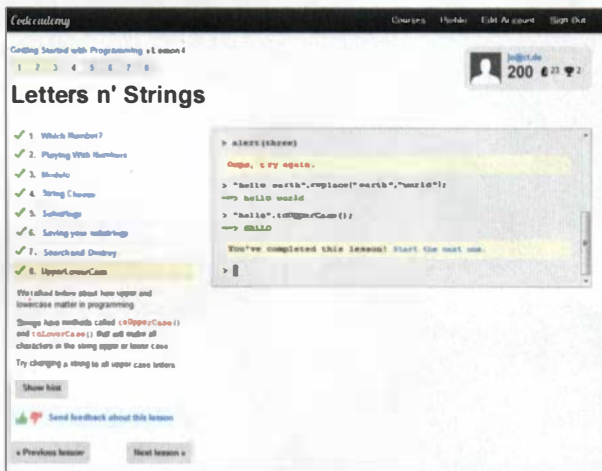 Codecademy
Courses Profile Edit Account Sign Out
Getting Started with Programming » Lesson 4
1 2 3 4 5 6 7 8
200 23 2
Letters n' Strings
1. Which Number?
2. Playing With Numbers
3. Modulo
4. String Cheese
5. Substrings
6. Saving your substrings
7. Search and Destroy
8. UpperLowerCase
> alert(three)
Oops, try again.
> "hello earth".replace("earth","world");
hello world
> "hello".toUpperCase();
HELLO
You've completed this lesson! Start the next one.
>
We talked before about how upper and
lowercase matter in programming.
Strings have methods called toUpperCase()
and toLowerCase() that will make all
characters in the string upper or lower case
Try changing a string to all upper case letters
Show hint
Send feedback about this lesson
« Previous lesson Next lesson »